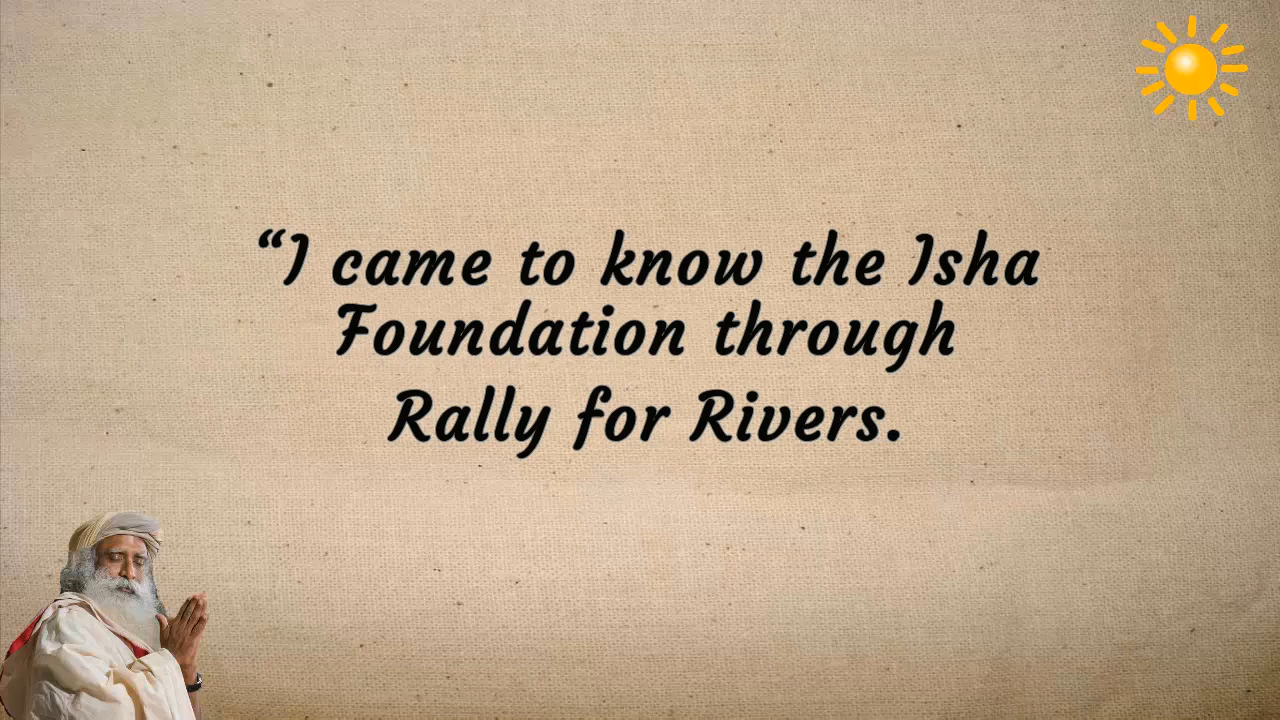 “I came to know the Isha
Foundation through
Rally for Rivers.